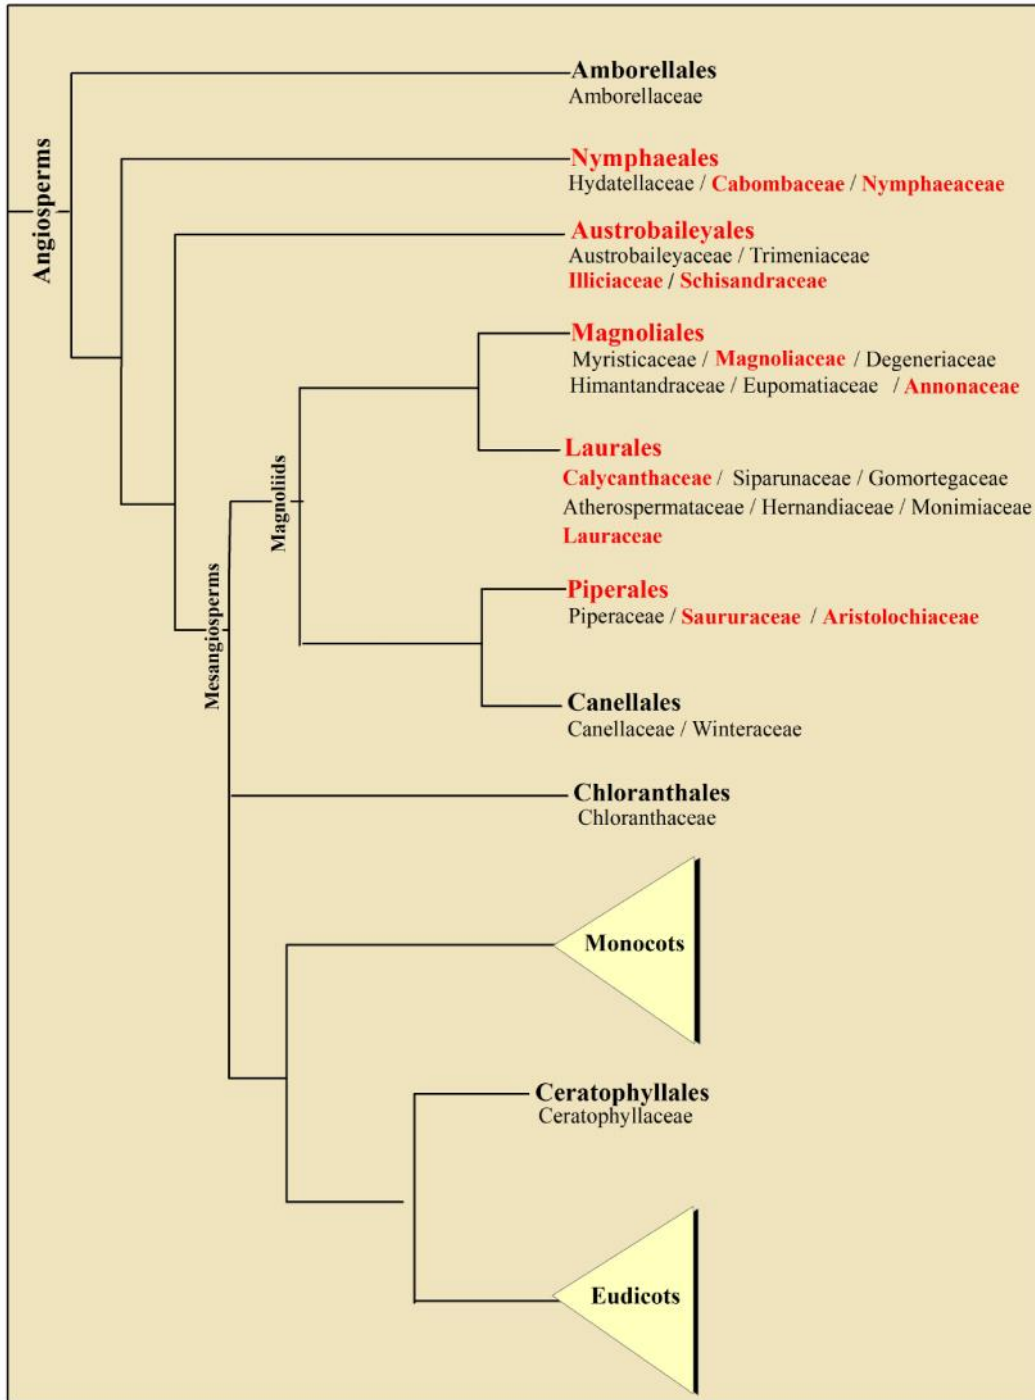 Angiosperms
Amborellales
Amborellaceae
Nymphaeales
Hydatellaceae / Cabombaceae / Nymphaeaceae
Austrobaileyales
Austrobaileyaceae / Trimeniaceae
Illiciaceae / Schisandraceae
Mesangiosperms
Magnoliids
Magnoliales
Myristicaceae / Magnoliaceae / Degeneriaceae
Himantandraceae / Eupomatiaceae / Annonaceae
Laurales
Calycanthaceae / Siparunaceae / Gomortegaceae
Atherospermataceae / Hernandiaceae / Monimiaceae
Lauraceae
Piperales
Piperaceae / Saururaceae / Aristolochiaceae
Canellales
Canellaceae / Winteraceae
Chloranthales
Chloranthaceae
Monocots
Ceratophyllales
Ceratophyllaceae
Eudicots